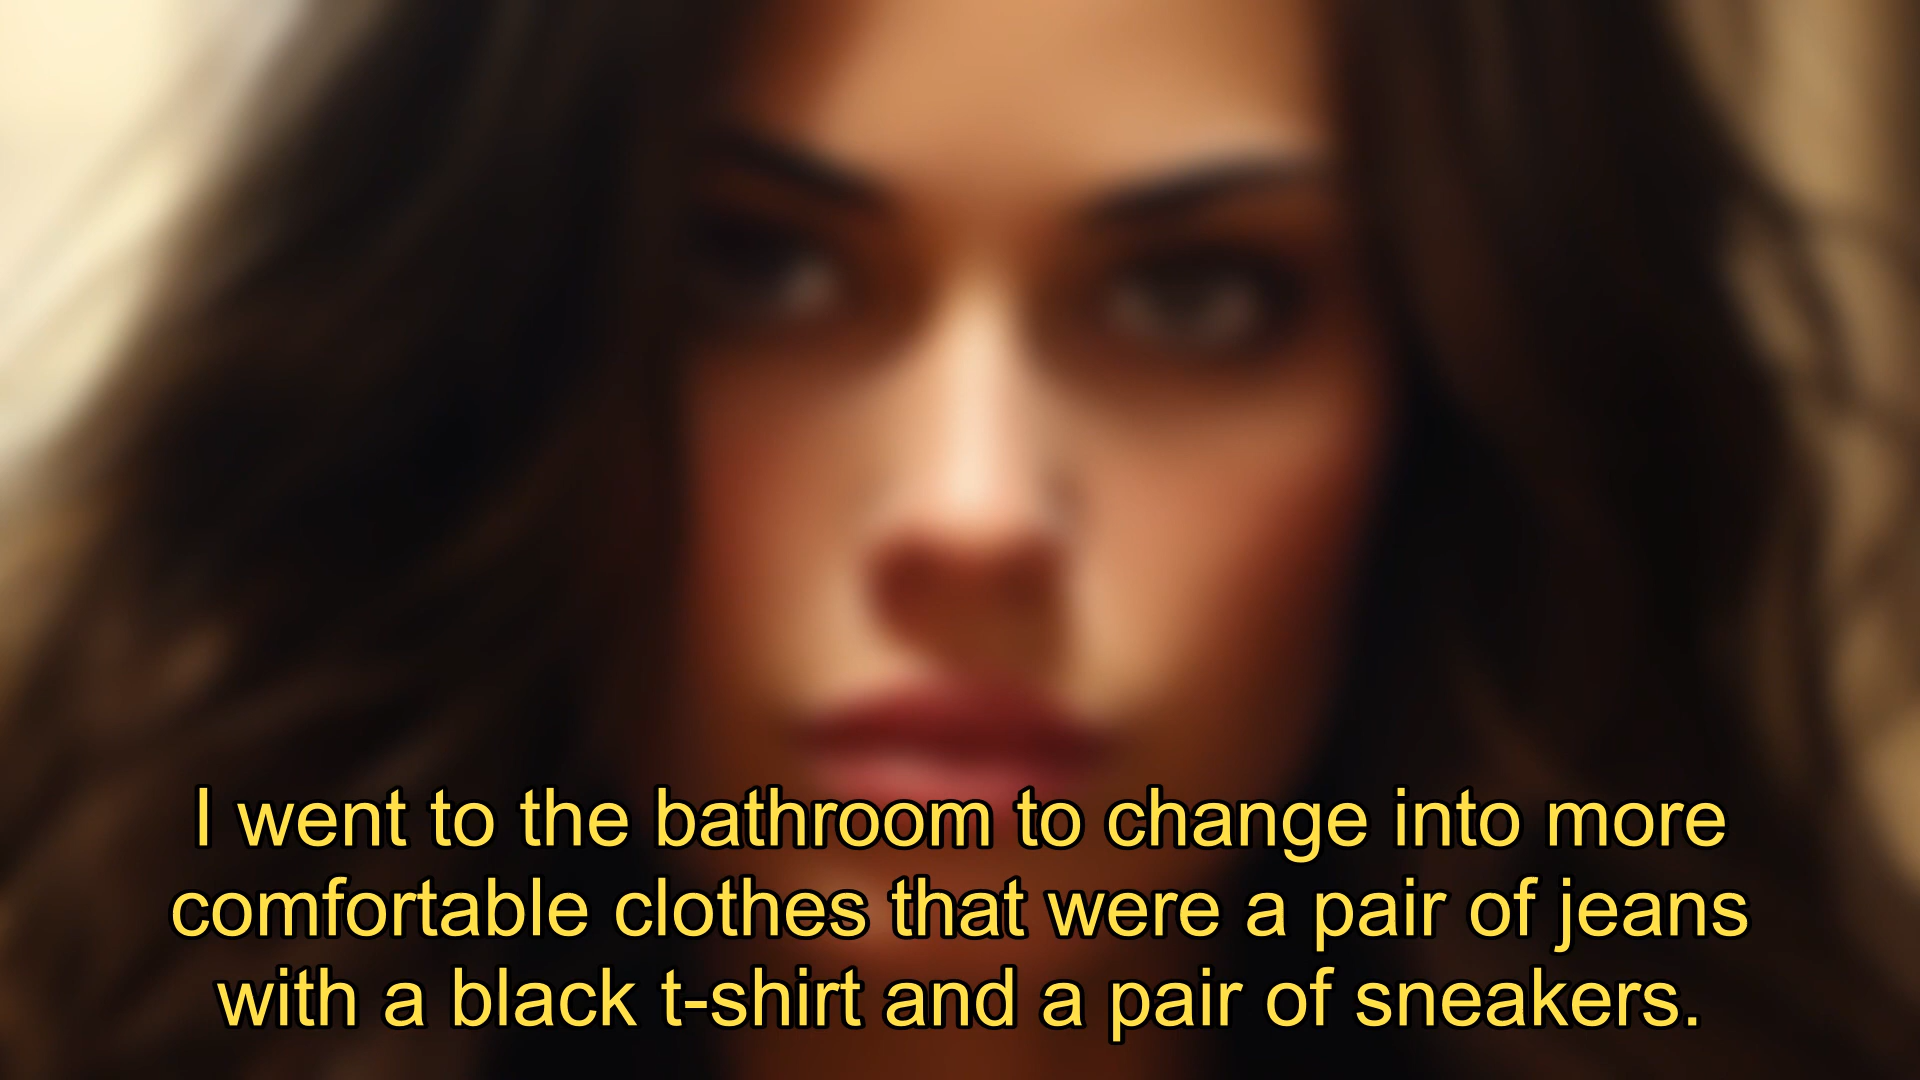 I went to the bathroom to change into more
comfortable clothes that were a pair of jeans
with a black t-shirt and a pair of sneakers.